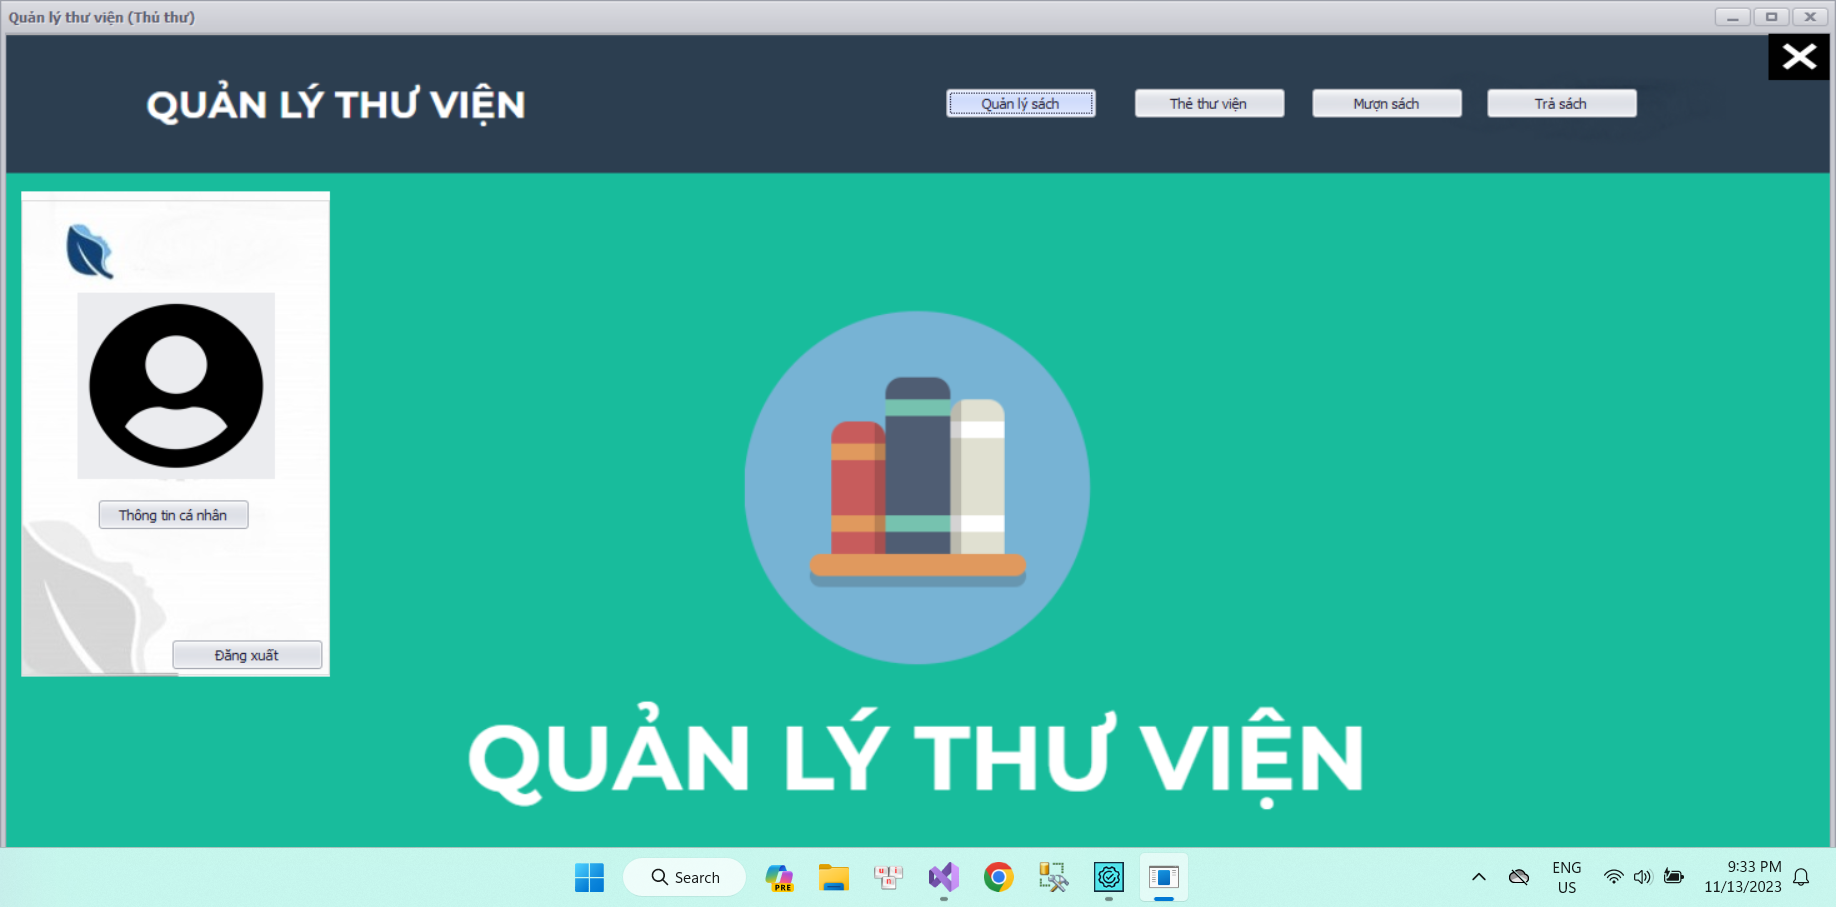 Quản lý thư viện (Thủ thư)
QUẢN LÝ THƯ VIỆN
Quản lý sách
Thẻ thư viện
Mượn sách
Trả sách
Thông tin cá nhân
Đăng xuất
QUẢN LÝ THƯ VIỆN
Search
PRE
ENG
US
9:33 PM
11/13/2023